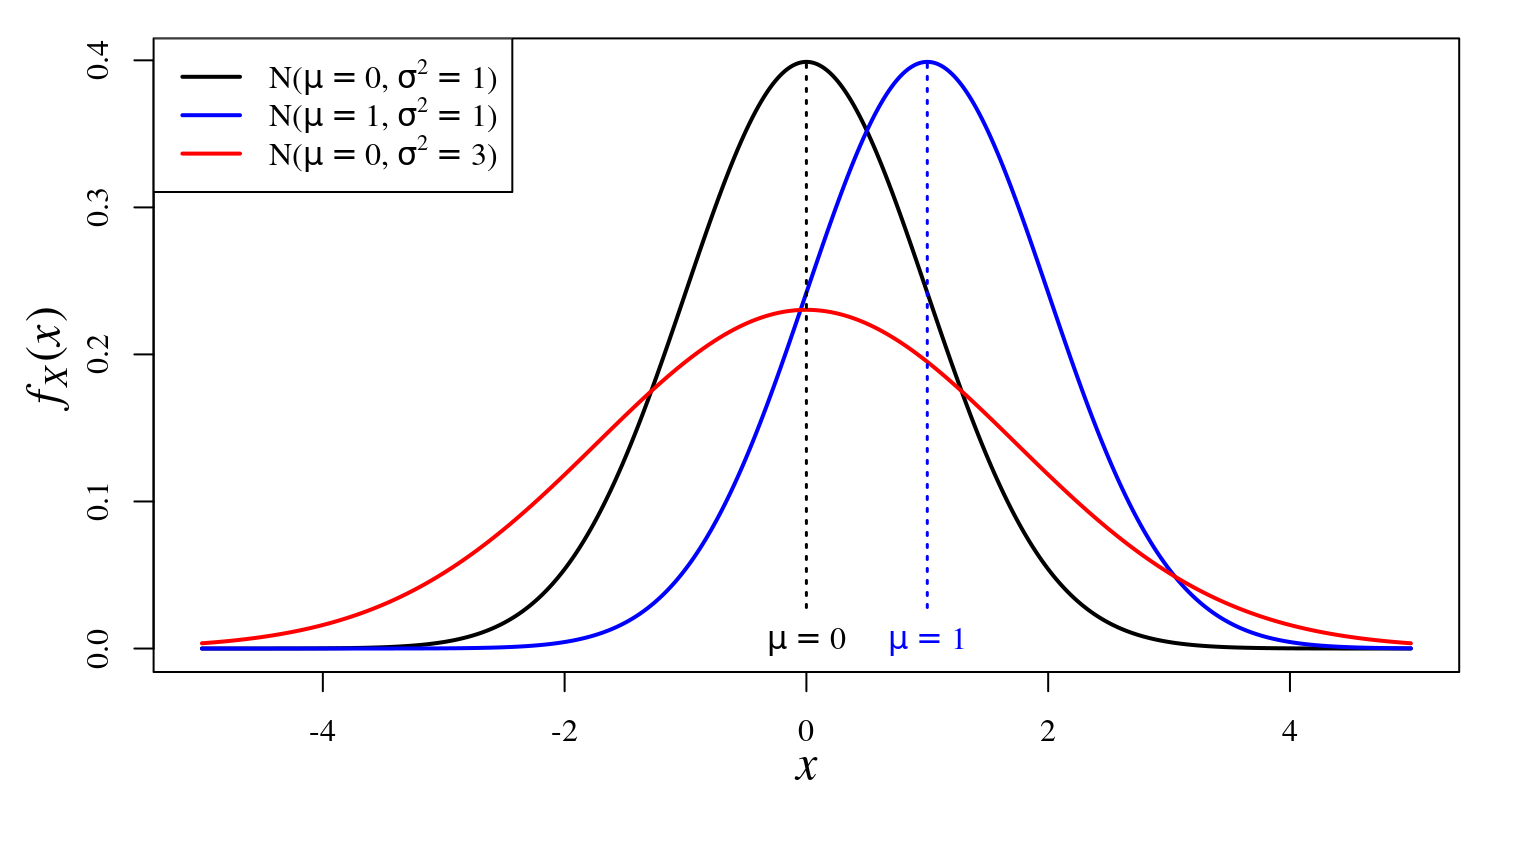 N(μ = 0, σ² = 1)
N(μ = 1, σ² = 1)
N(μ = 0, σ² = 3)
f_X(x)
0.4
0.3
0.2
0.1
0.0
μ = 0
μ = 1
-4
-2
0
2
4
x